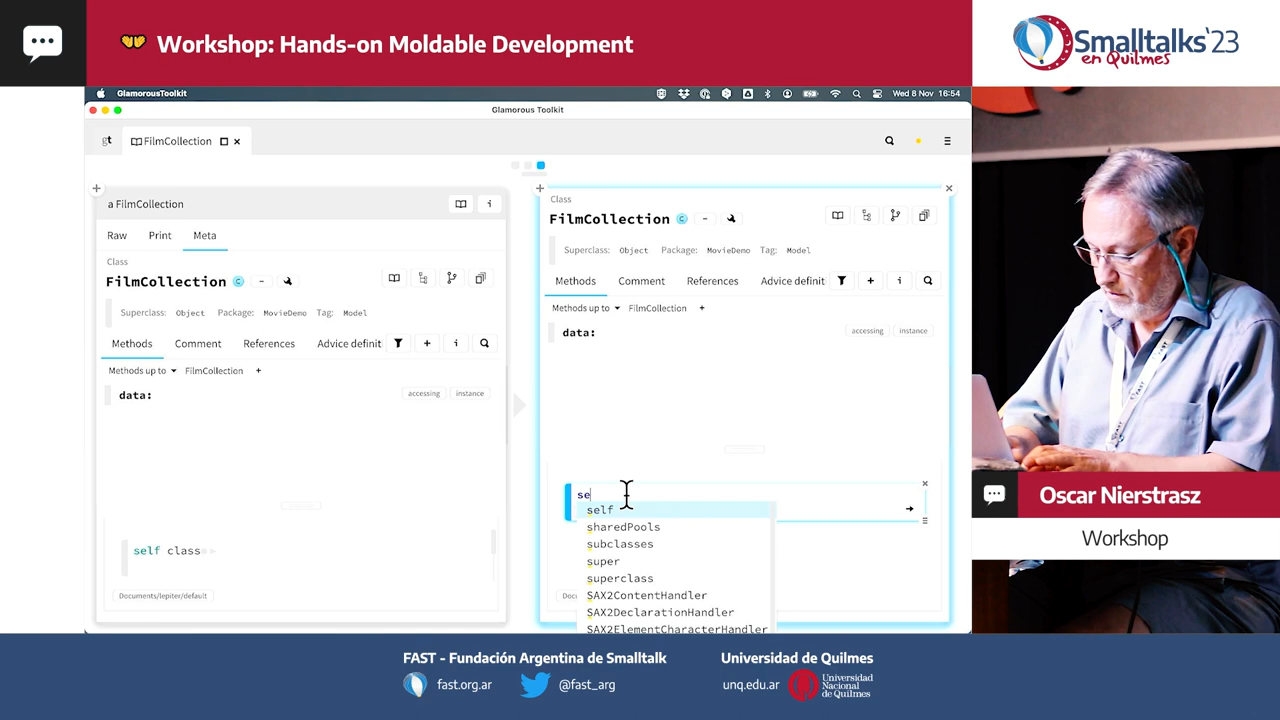 Workshop: Hands-on Moldable Development
Smalltalks'23
en Quilmes
GlamorousToolkit
Wed 8 Nov 16:54
Glamorous Toolkit
gt
FilmCollection
a FilmCollection
Raw Print Meta
Class
FilmCollection
Superclass: Object Package: MovieDemo Tag: Model
Methods Comment References Advice definit
Methods up to FilmCollection +
data: accessing instance
self class
Documents/lepiter/default
Class
FilmCollection
Superclass: Object Package: MovieDemo Tag: Model
Methods Comment References Advice definit
Methods up to FilmCollection +
data: accessing instance
se
self
sharedPools
subclasses
super
superclass
SAX2ContentHandler
SAX2DeclarationHandler
SAX2ElementCharacterHandler
Oscar Nierstrasz
Workshop
FAST - Fundación Argentina de Smalltalk
fast.org.ar @fast_arg
Universidad de Quilmes
unq.edu.ar
Universidad
Nacional
de Quilmes